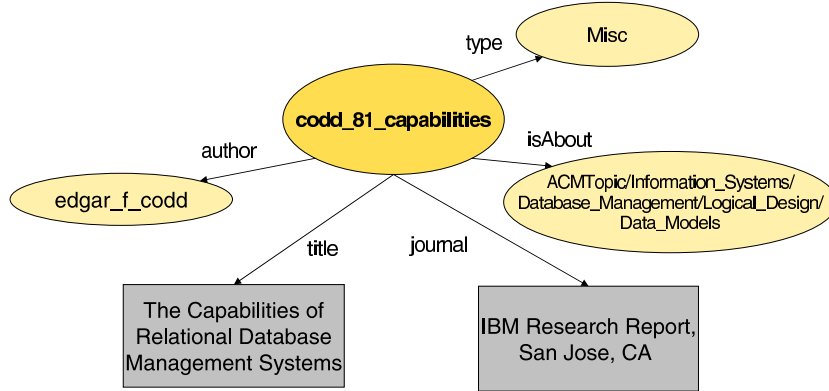 type
Misc
codd_81_capabilities
author
isAbout
edgar_f_codd
ACMTopic/Information_Systems/
Database_Management/Logical_Design/
Data_Models
title
journal
The Capabilities of
Relational Database
Management Systems
IBM Research Report,
San Jose, CA